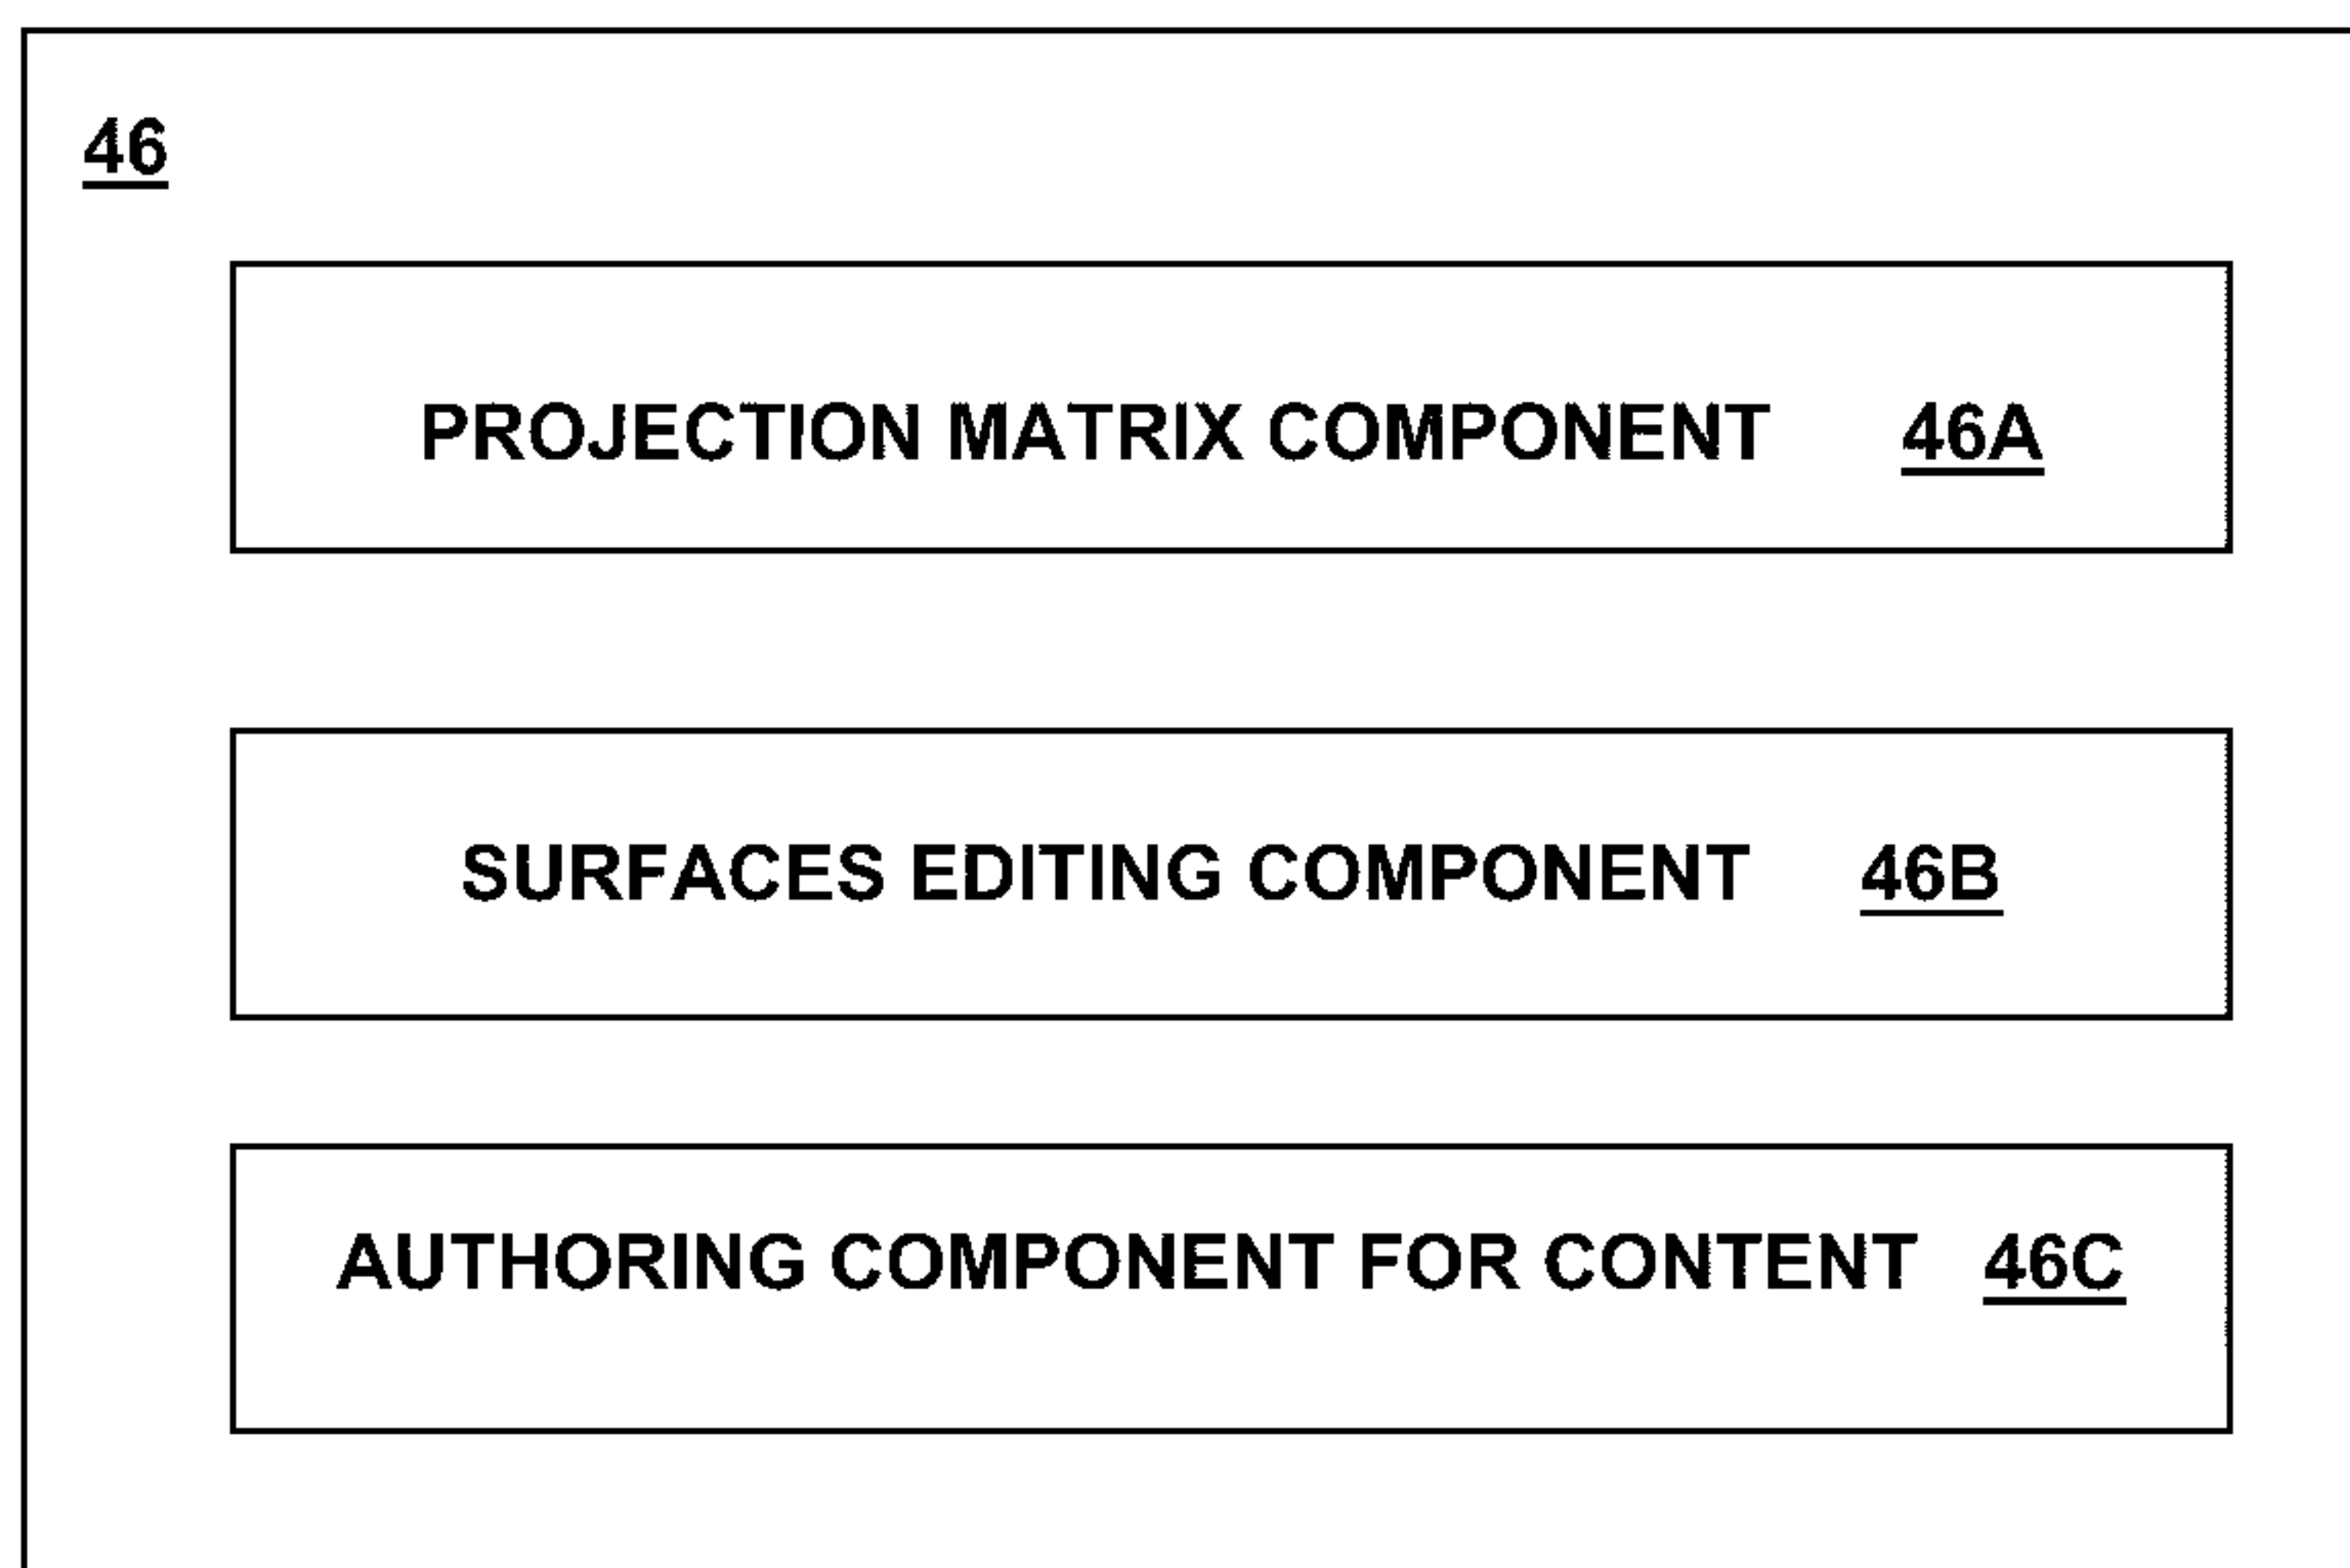 46
PROJECTION MATRIX COMPONENT 46A
SURFACES EDITING COMPONENT 46B
AUTHORING COMPONENT FOR CONTENT 46C